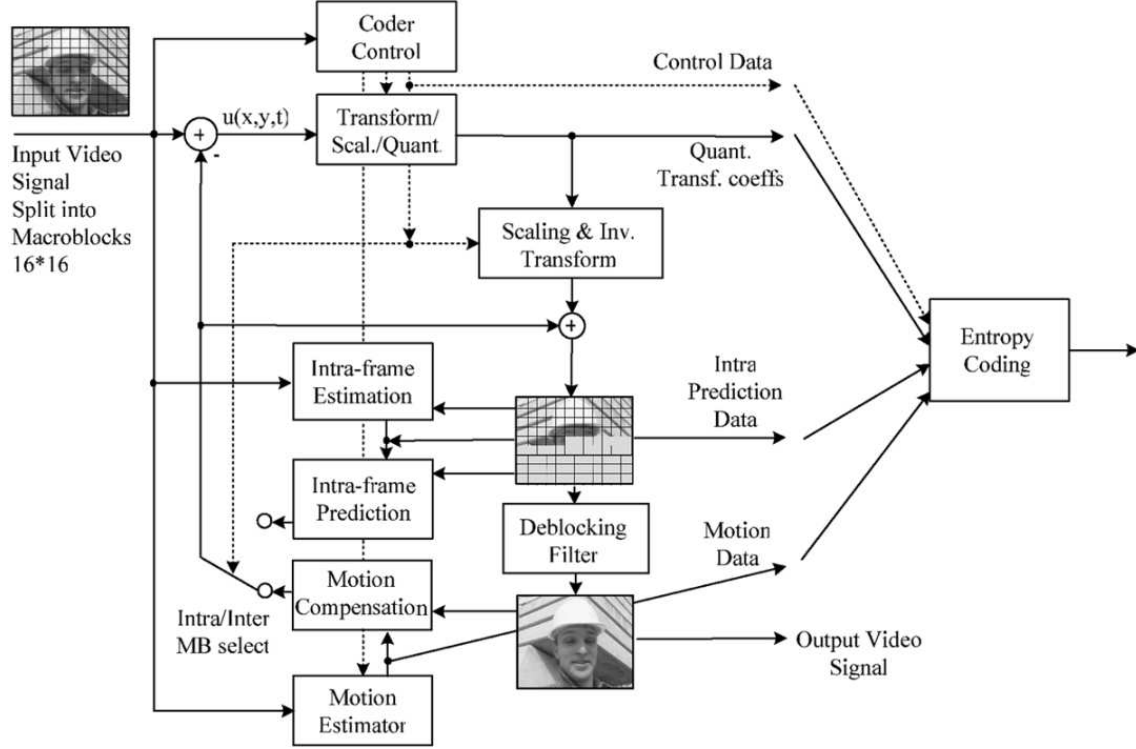 Coder
Control
Control Data
u(x,y,t)
Transform/
Scal./Quant.
+
-
Input Video
Signal
Split into
Macroblocks
16*16
Quant.
Transf. coeffs
Scaling & Inv.
Transform
+
Entropy
Coding
Intra-frame
Estimation
Intra
Prediction
Data
Intra-frame
Prediction
Deblocking
Filter
Motion
Data
Motion
Compensation
Intra/Inter
MB select
Output Video
Signal
Motion
Estimator